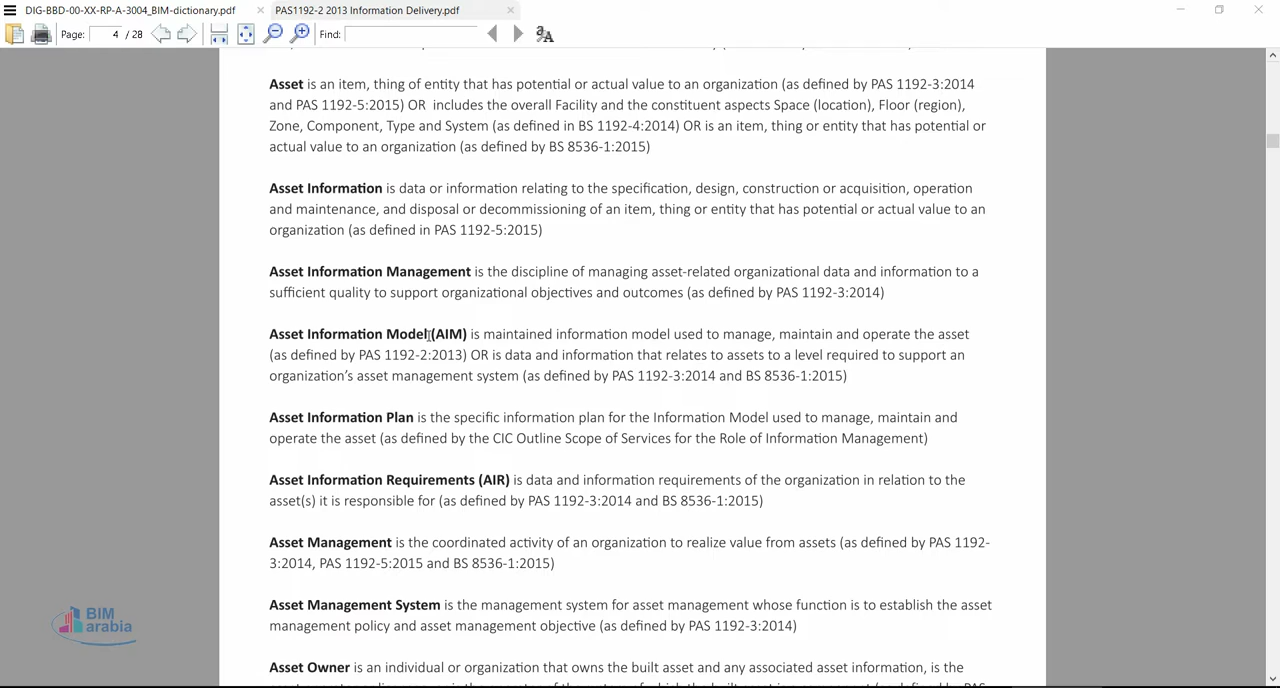 DIG-BBD-00-XX-RP-A-3004_BIM-dictionary.pdf
PAS1192-2 2013 Information Delivery.pdf
Page: 4 / 28
Find:
Asset is an item, thing of entity that has potential or actual value to an organization (as defined by PAS 1192-3:2014
and PAS 1192-5:2015) OR includes the overall Facility and the constituent aspects Space (location), Floor (region),
Zone, Component, Type and System (as defined in BS 1192-4:2014) OR is an item, thing or entity that has potential or
actual value to an organization (as defined by BS 8536-1:2015)
Asset Information is data or information relating to the specification, design, construction or acquisition, operation
and maintenance, and disposal or decommissioning of an item, thing or entity that has potential or actual value to an
organization (as defined in PAS 1192-5:2015)
Asset Information Management is the discipline of managing asset-related organizational data and information to a
sufficient quality to support organizational objectives and outcomes (as defined by PAS 1192-3:2014)
Asset Information Model (AIM) is maintained information model used to manage, maintain and operate the asset
(as defined by PAS 1192-2:2013) OR is data and information that relates to assets to a level required to support an
organization's asset management system (as defined by PAS 1192-3:2014 and BS 8536-1:2015)
Asset Information Plan is the specific information plan for the Information Model used to manage, maintain and
operate the asset (as defined by the CIC Outline Scope of Services for the Role of Information Management)
Asset Information Requirements (AIR) is data and information requirements of the organization in relation to the
asset(s) it is responsible for (as defined by PAS 1192-3:2014 and BS 8536-1:2015)
Asset Management is the coordinated activity of an organization to realize value from assets (as defined by PAS 1192-
3:2014, PAS 1192-5:2015 and BS 8536-1:2015)
Asset Management System is the management system for asset management whose function is to establish the asset
management policy and asset management objective (as defined by PAS 1192-3:2014)
BIM
arabia
Asset Owner is an individual or organization that owns the built asset and any associated asset information, is the